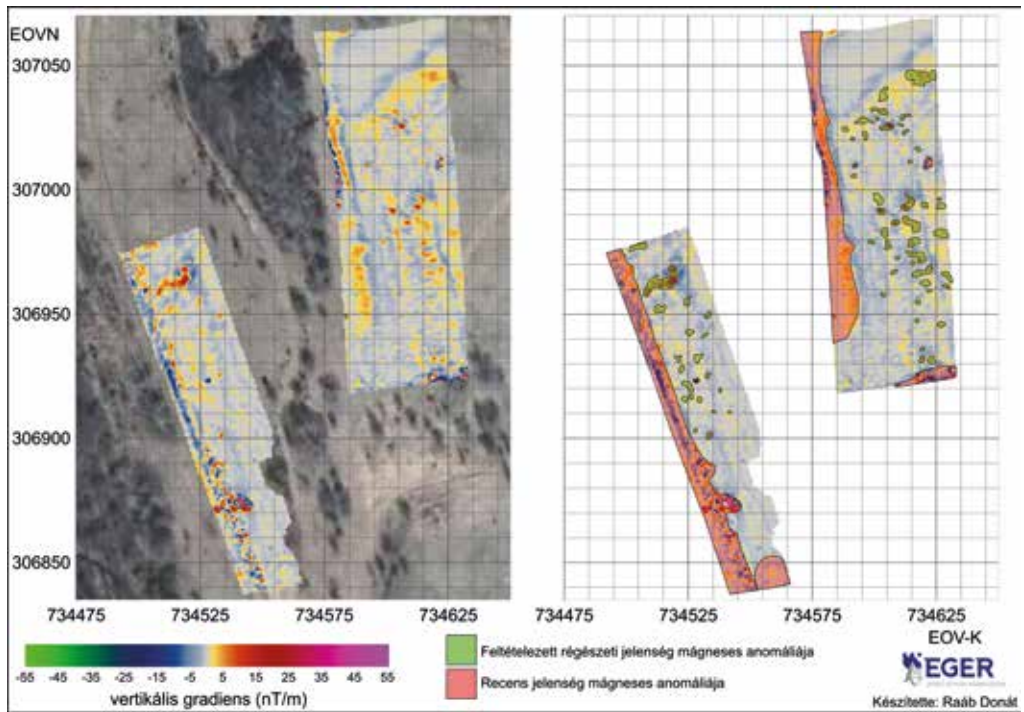 EOVN
307050
307000
306950
306900
306850
734475 734525 734575 734625
734475 734525 734575 734625
-55 -45 -35 -25 -15 -5 5 15 25 35 45 55
vertikális gradiens (nT/m)
Feltételezett régészeti jelenség mágneses anomáliája
Recens jelenség mágneses anomáliája
EOV-K
EGER
Készítette: Raáb Donát